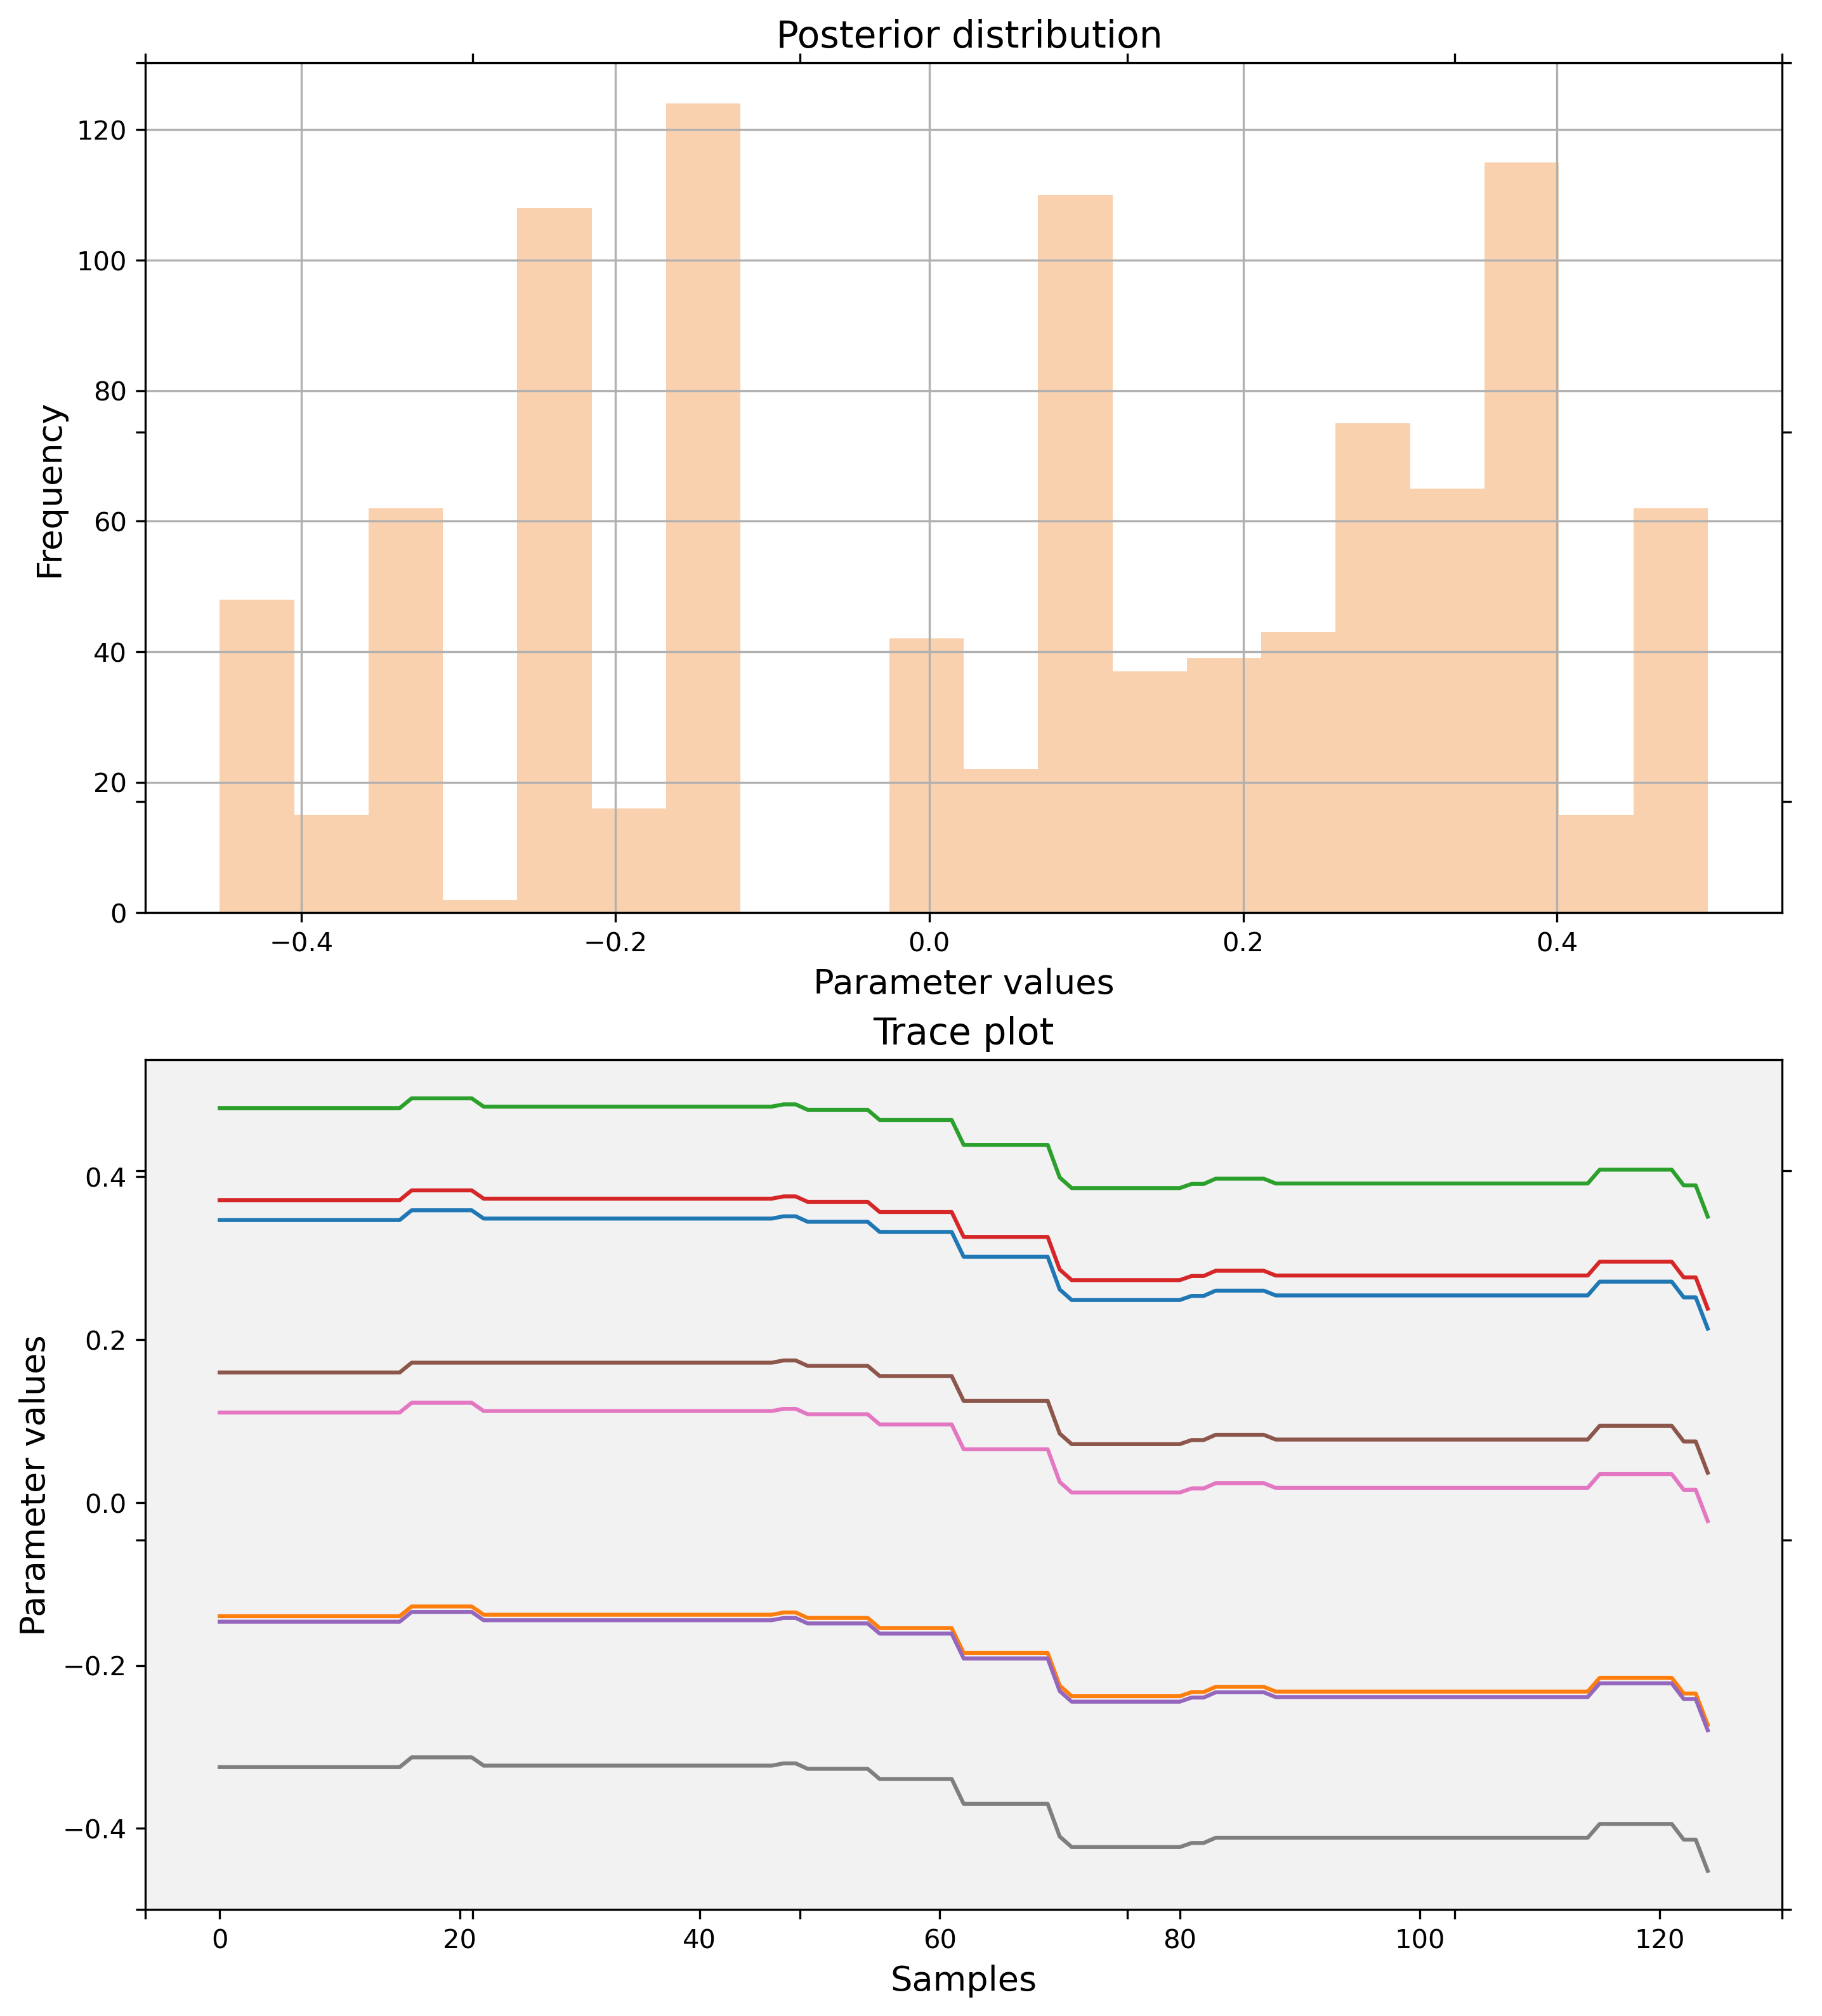 Posterior distribution
120
100
80
60
40
20
0
Frequency
−0.4 −0.2 0.0 0.2 0.4
Parameter values
Trace plot
0.4
0.2
0.0
−0.2
−0.4
Parameter values
0 20 40 60 80 100 120
Samples